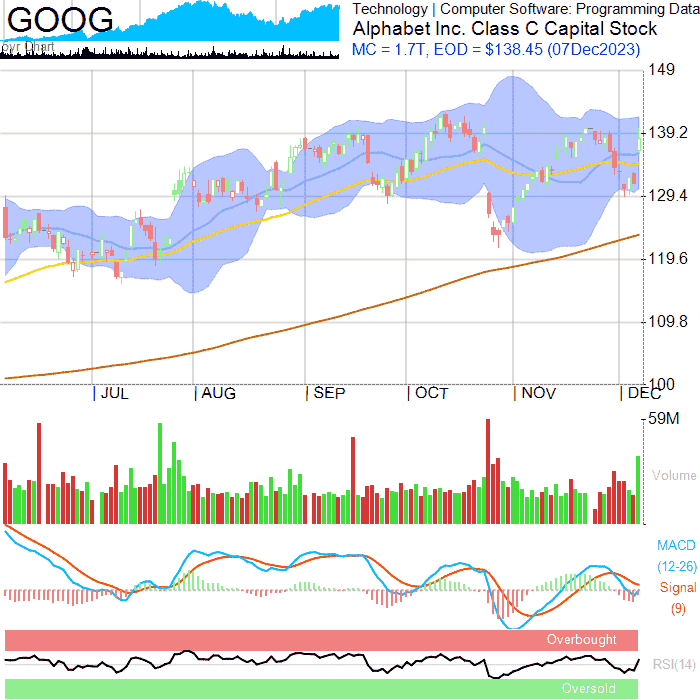 GOOG
Technology | Computer Software: Programming Data
Alphabet Inc. Class C Capital Stock
MC = 1.7T, EOD = $138.45 (07Dec2023)
5yr Chart
149
139.2
129.4
119.6
109.8
100
| JUL | AUG | SEP | OCT | NOV | DEC
59M
Volume
MACD
(12-26)
Signal
(9)
Overbought
RSI(14)
Oversold